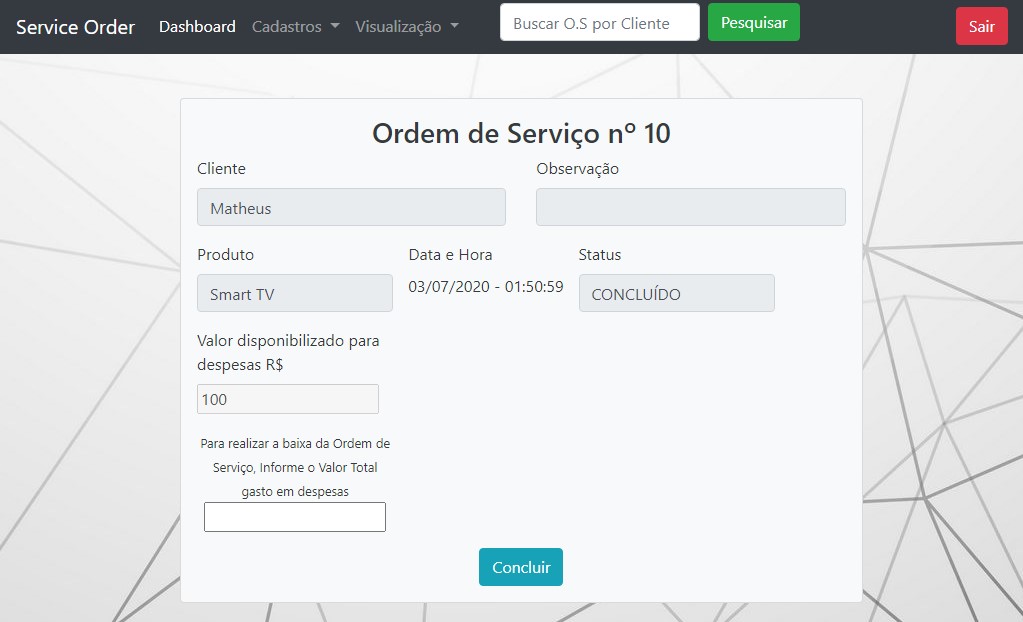 Service Order Dashboard Cadastros Visualização Buscar O.S por Cliente Pesquisar Sair
Ordem de Serviço nº 10
Cliente Observação
Matheus
Produto Data e Hora Status
Smart TV 03/07/2020 - 01:50:59 CONCLUÍDO
Valor disponibilizado para
despesas R$
100
Para realizar a baixa da Ordem de
Serviço, Informe o Valor Total
gasto em despesas
Concluir